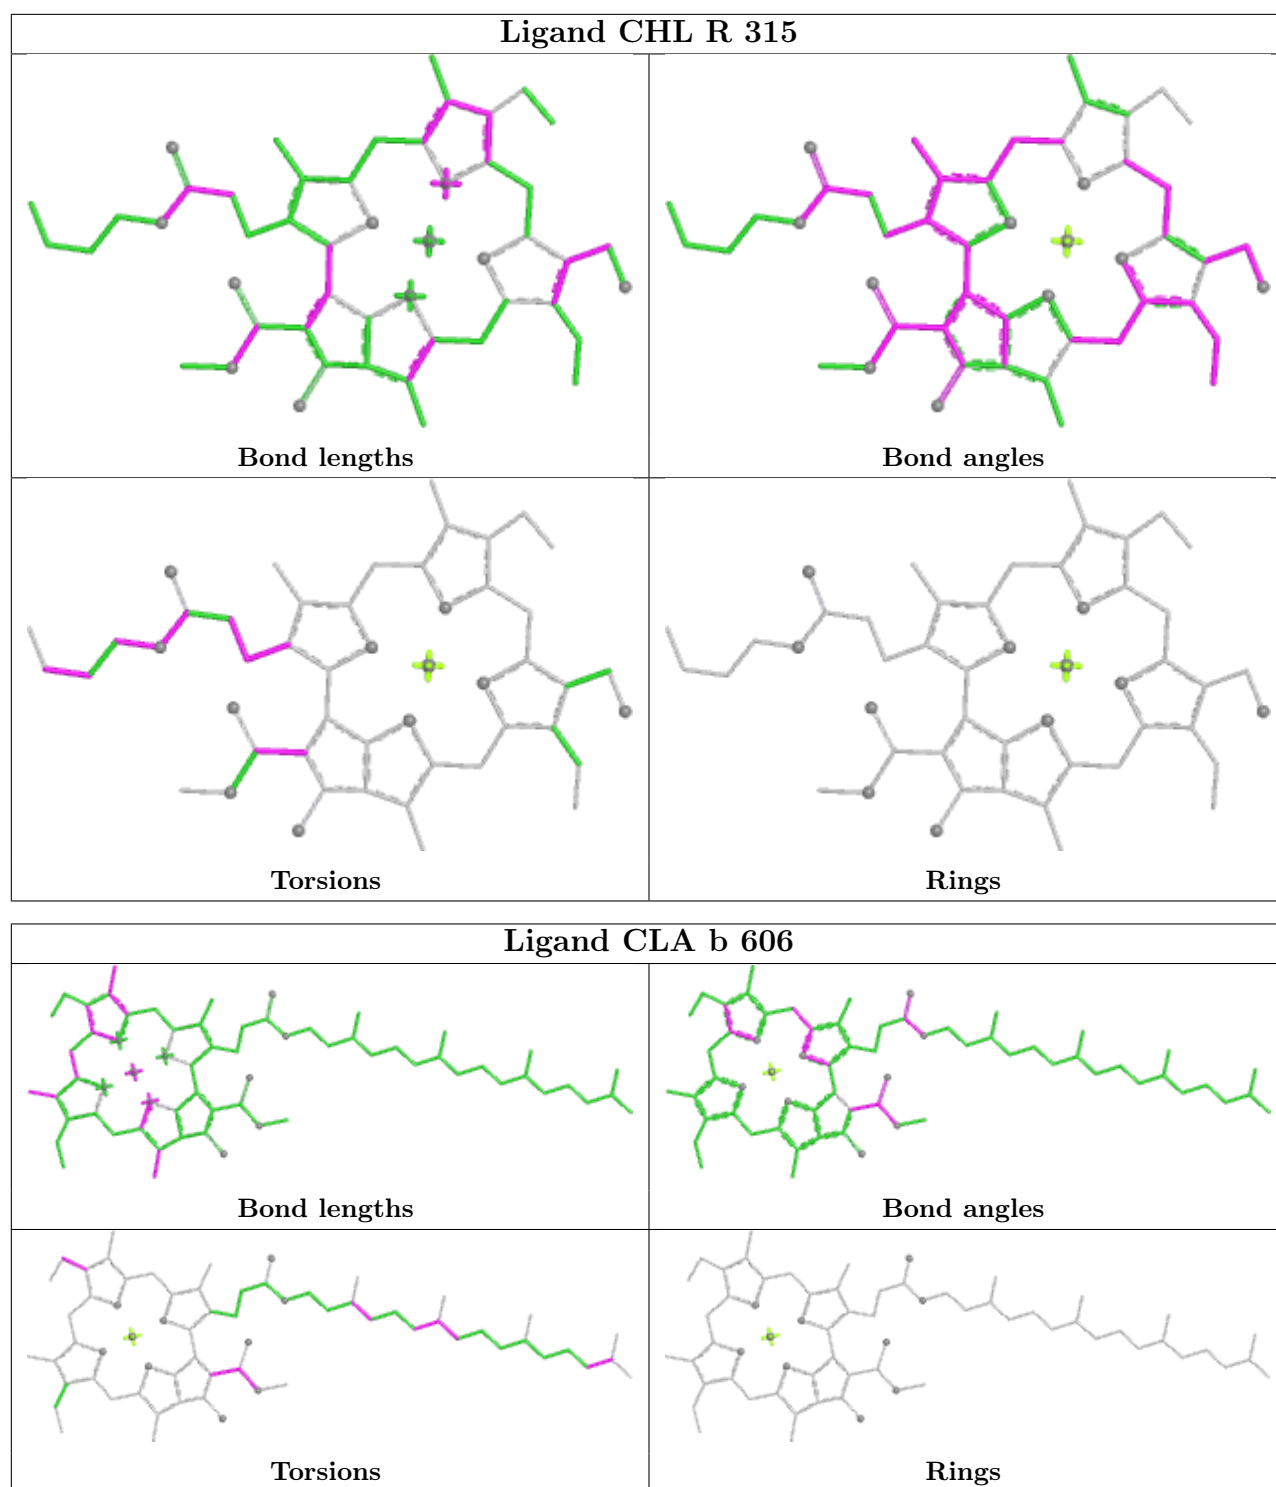 Ligand CHL R 315
Bond lengths
Bond angles
Torsions
Rings
Ligand CLA b 606
Bond lengths
Bond angles
Torsions
Rings